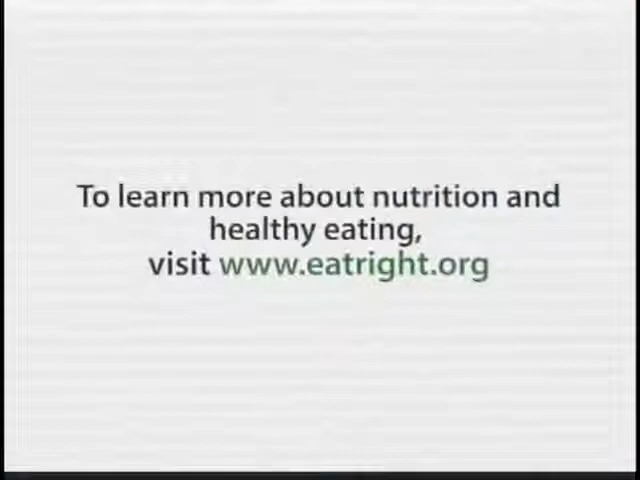 To learn more about nutrition and
healthy eating,
visit www.eatright.org